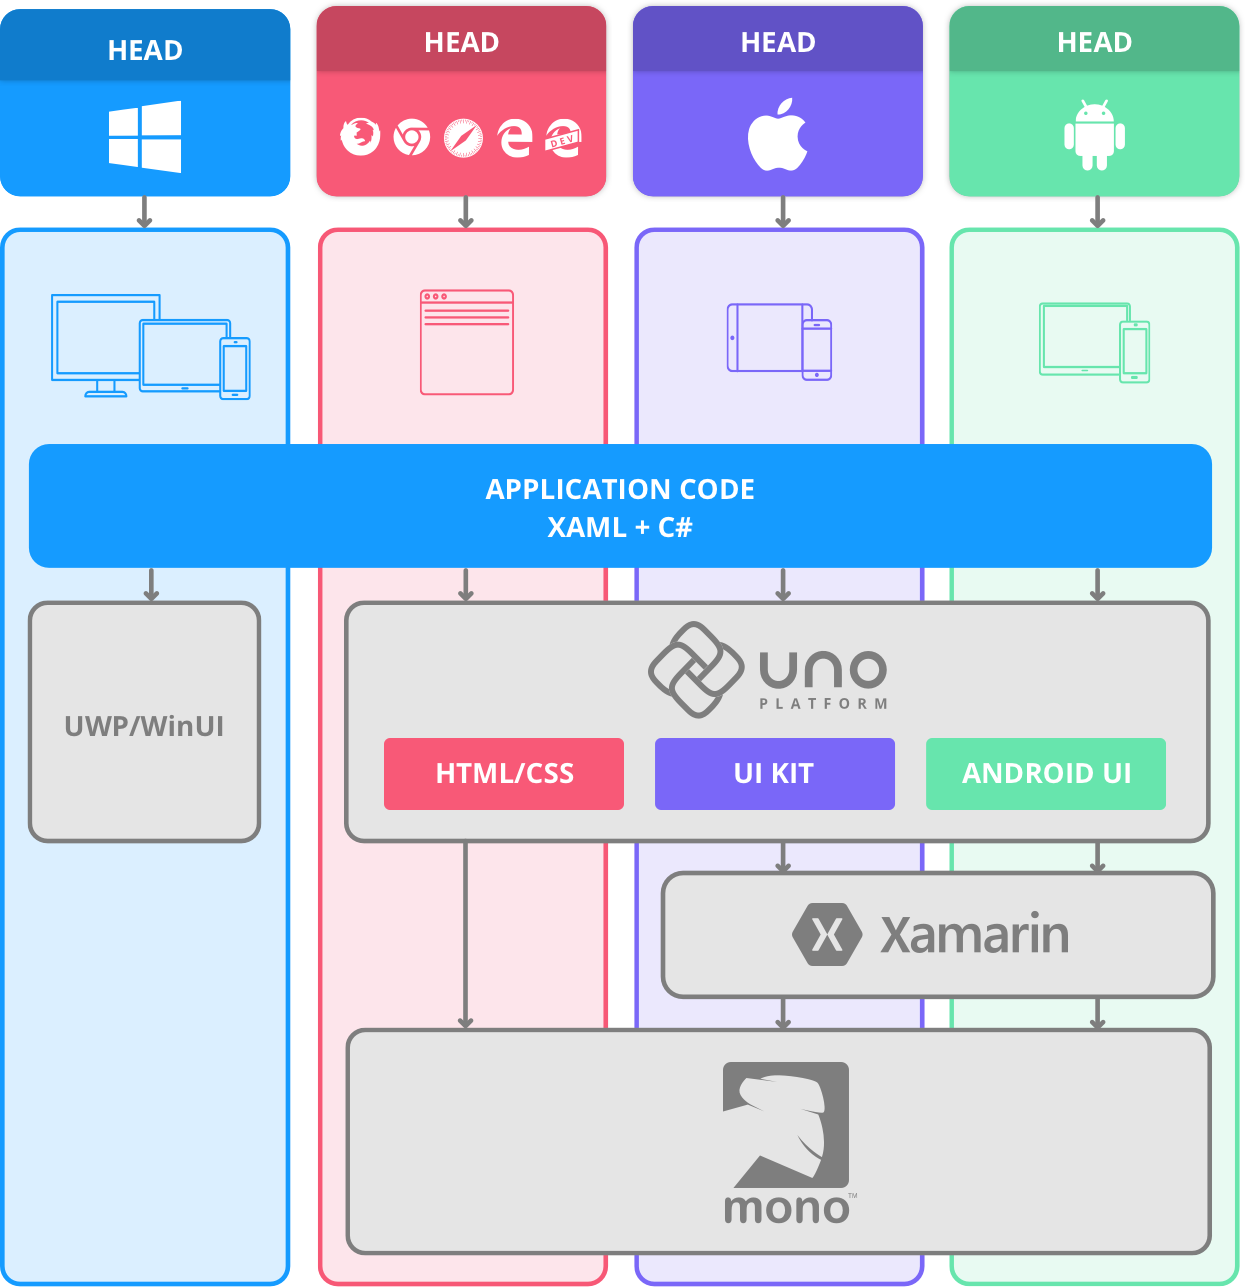 HEAD
HEAD
HEAD
HEAD
DEV
APPLICATION CODE
XAML + C#
UWP/WinUI
uno
PLATFORM
HTML/CSS
UI KIT
ANDROID UI
X Xamarin
mono™